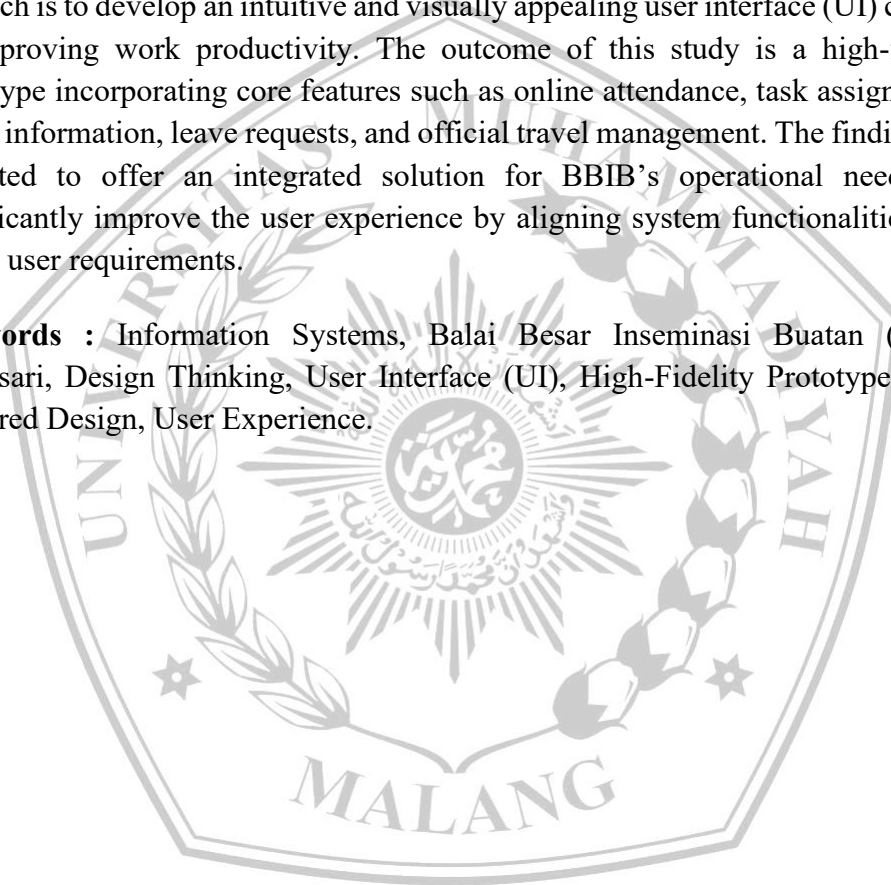 ch is to develop an intuitive and visually appealing user interface (UI)
proving work productivity. The outcome of this study is a high-
ype incorporating core features such as online attendance, task assign
information, leave requests, and official travel management. The findi
ted to offer an integrated solution for BBIB’s operational nee
icantly improve the user experience by aligning system functionalitio
user requirements.
ords : Information Systems, Balai Besar Inseminasi Buatan (
sari, Design Thinking, User Interface (UI), High-Fidelity Prototype
red Design, User Experience.
UNIVERSITAS MUHAMMADIYAH
MALANG